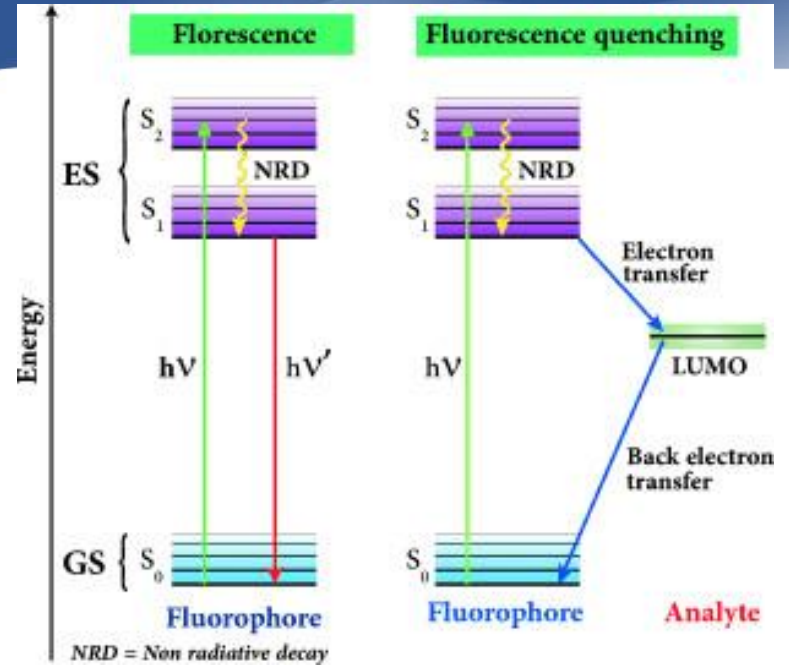 Florescence
Fluorescence quenching
Energy
ES
S2
NRD
S1
hν
hν′
GS
S0
Fluorophore
NRD = Non radiative decay
S2
NRD
S1
Electron
transfer
LUMO
hν
Back electron
transfer
S0
Fluorophore
Analyte